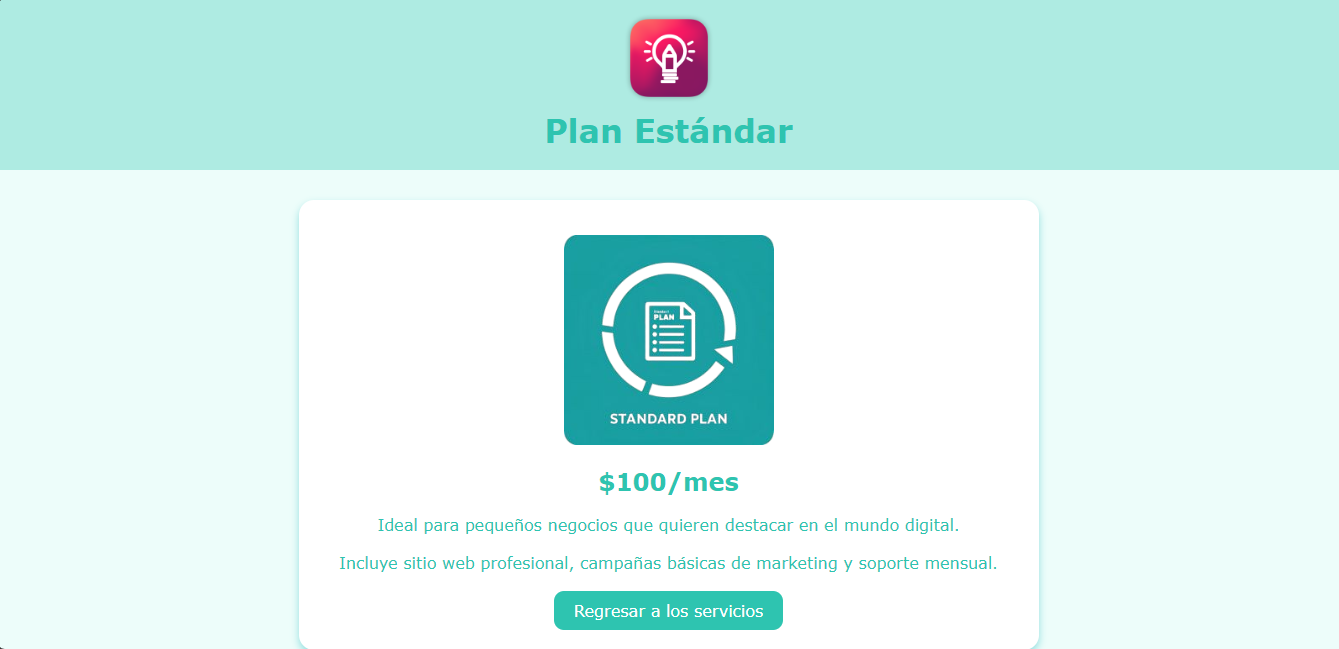 Plan Estándar
PLAN
STANDARD PLAN
$100/mes
Ideal para pequeños negocios que quieren destacar en el mundo digital.
Incluye sitio web profesional, campañas básicas de marketing y soporte mensual.
Regresar a los servicios